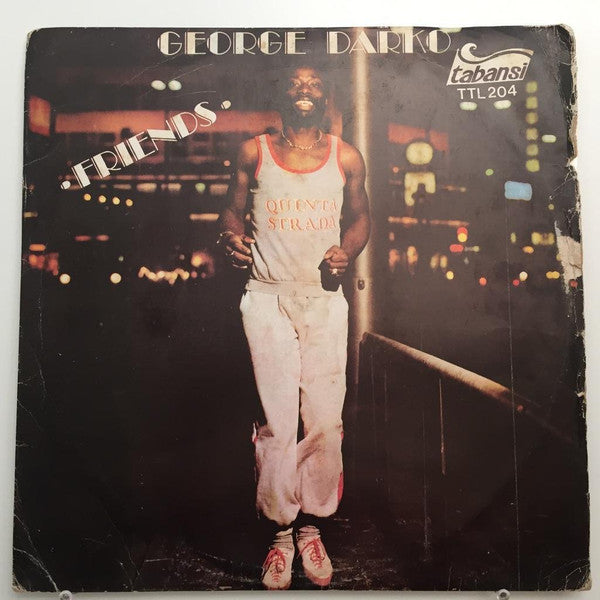 GEORGE DARKO
tabansi
TTL 204
·FRIENDS·
QUENTA
STRADA